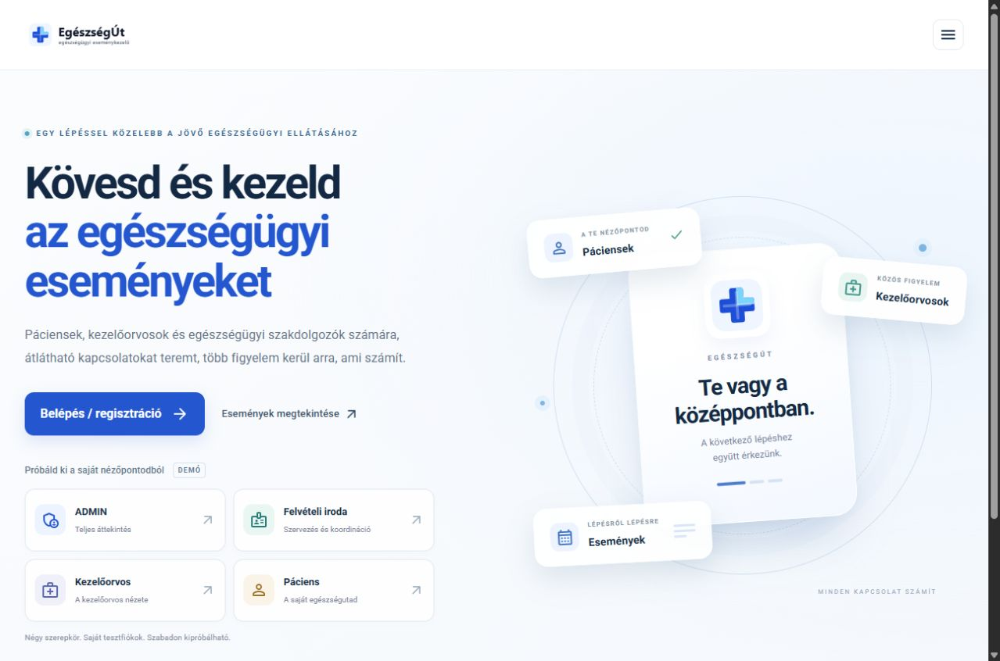 EgészségÚt
egészségügyi eseménykezelő
EGY LÉPÉSSEL KÖZELEBB A JÖVŐ EGÉSZSÉGÜGYI ELLÁTÁSÁHOZ
Kövesd és kezeld
az egészségügyi
eseményeket
Páciensek, kezelőorvosok és egészségügyi szakdolgozók számára,
átlátható kapcsolatokat teremt, több figyelem kerül arra, ami számít.
Belépés / regisztráció
Események megtekintése
Próbáld ki a saját nézőpontodból
DEMÓ
ADMIN
Teljes áttekintés
Felvételi iroda
Szervezés és koordináció
Kezelőorvos
A kezelőorvos nézete
Páciens
A saját egészségutad
Négy szerepkör. Saját tesztfiókok. Szabadon kipróbálható.
A TE NÉZŐPONTOD
Páciensek
KÖZÖS FIGYELEM
Kezelőorvosok
EGÉSZSÉGÚT
Te vagy a
középpontban.
A következő lépéshez
együtt érkezünk.
LÉPÉSRŐL LÉPÉSRE
Események
MINDEN KAPCSOLAT SZÁMÍT